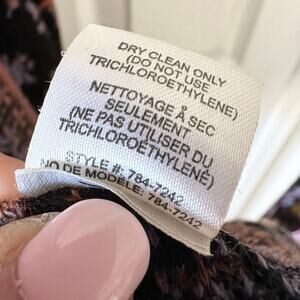 DRY CLEAN ONLY
(DO NOT USE
TRICHLOROETHYLENE)
NETTOYAGE À SEC
SEULEMENT
(NE PAS UTILISER DU
TRICHLOROÉTHYLÈNE)
STYLE #: 784-7242
NO DE MODÈLE: 784-7242